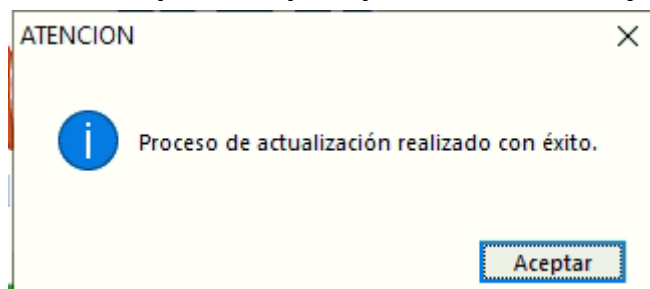 ATENCION
Proceso de actualización realizado con éxito.
Aceptar